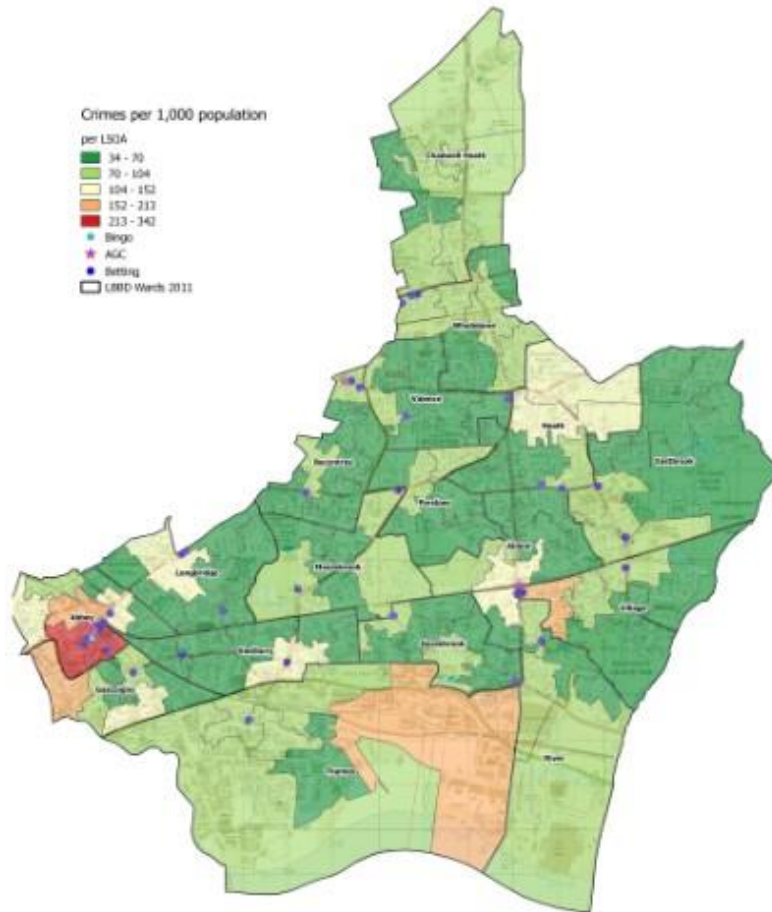 Crimes per 1,000 population
per LSOA
34 - 70
70 - 104
104 - 152
152 - 213
213 - 342
Bingo
AGC
Betting
LBBD Wards 2011
Chadwell Heath
Whalebone
Valence
Heath
Eastbrook
Becontree
Parsloes
Alibon
Longbridge
Mayesbrook
Abbey
Village
Eastbury
Goresbrook
Gascoigne
River
Thames